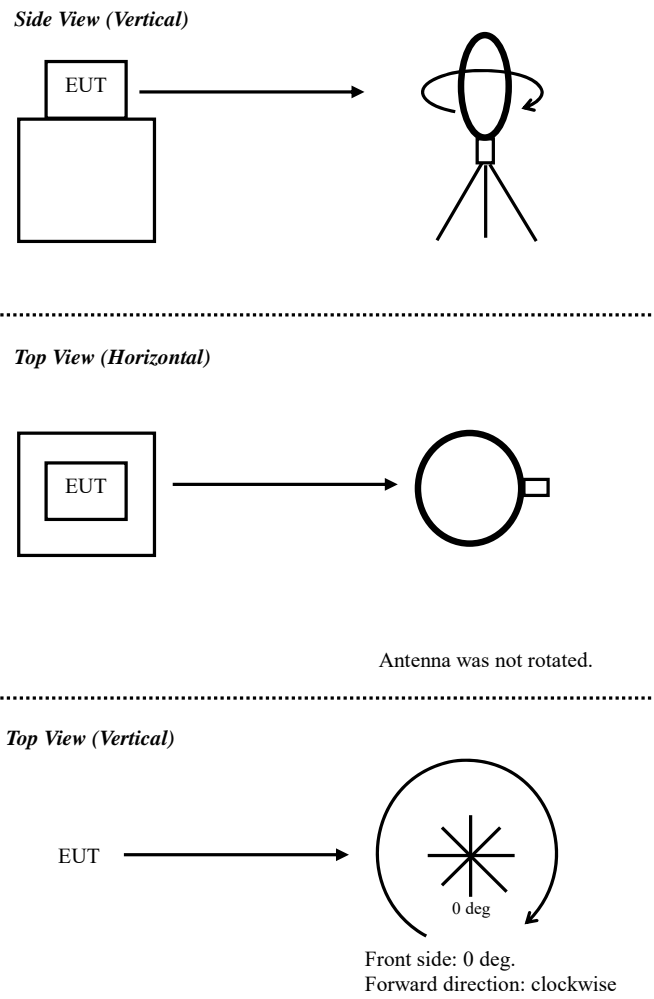 Side View (Vertical)
EUT
Top View (Horizontal)
EUT
Antenna was not rotated.
Top View (Vertical)
EUT
0 deg
Front side: 0 deg.
Forward direction: clockwise